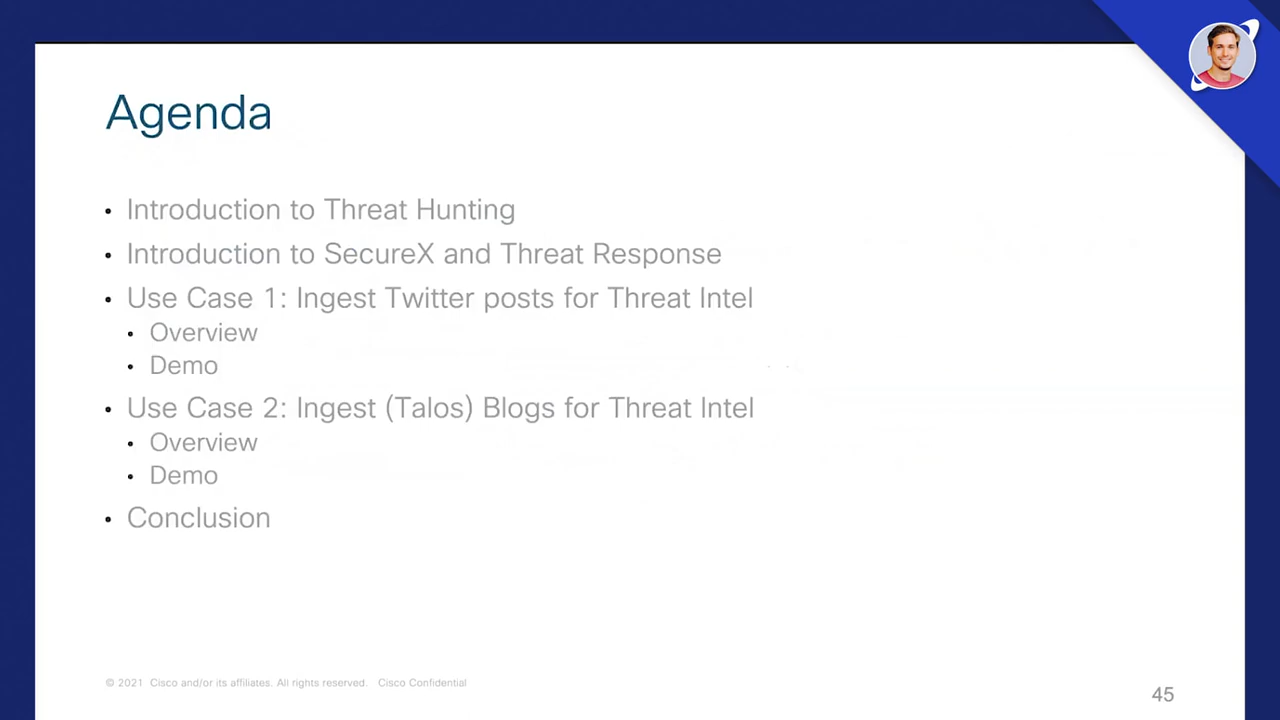 Agenda
• Introduction to Threat Hunting
• Introduction to SecureX and Threat Response
• Use Case 1: Ingest Twitter posts for Threat Intel
• Overview
• Demo
• Use Case 2: Ingest (Talos) Blogs for Threat Intel
• Overview
• Demo
• Conclusion
© 2021 Cisco and/or its affiliates. All rights reserved. Cisco Confidential
45